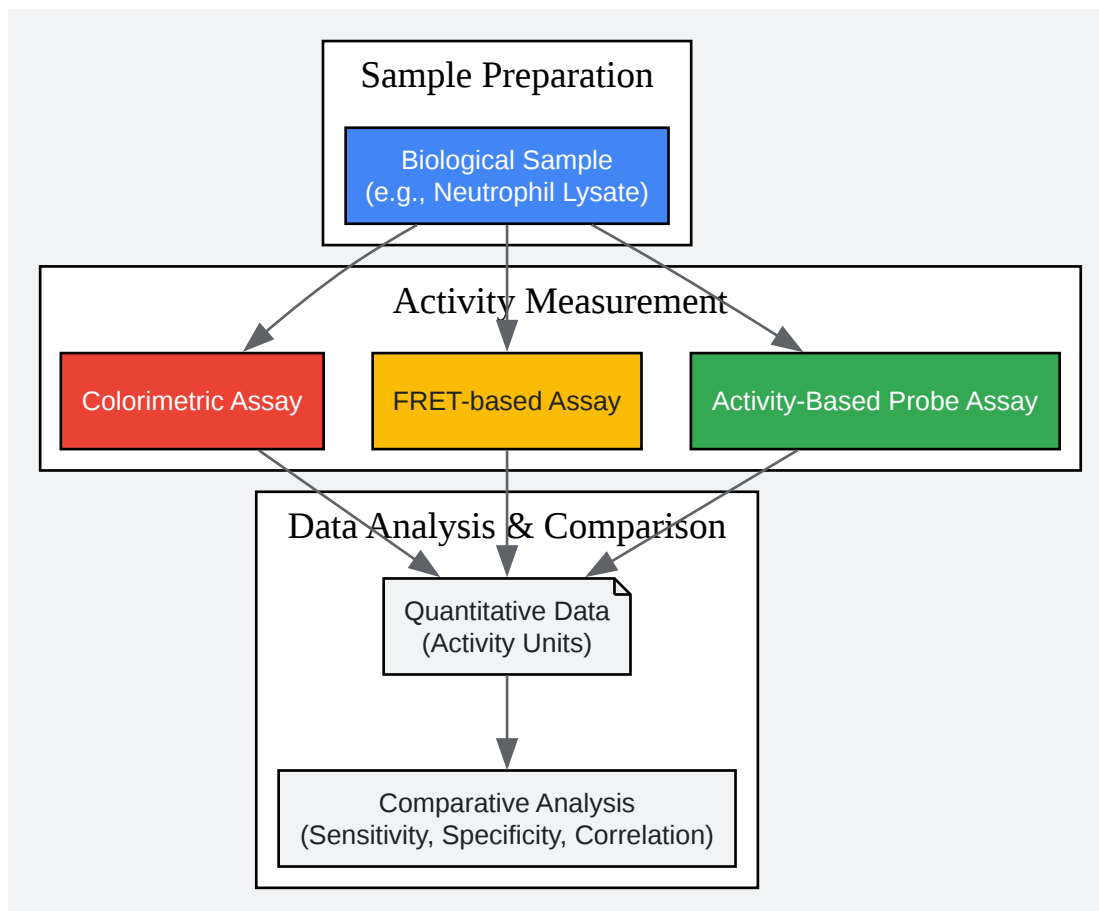 Sample Preparation
Biological Sample
(e.g., Neutrophil Lysate)
Activity Measurement
Colorimetric Assay
FRET-based Assay
Activity-Based Probe Assay
Data Analysis & Comparison
Quantitative Data
(Activity Units)
Comparative Analysis
(Sensitivity, Specificity, Correlation)